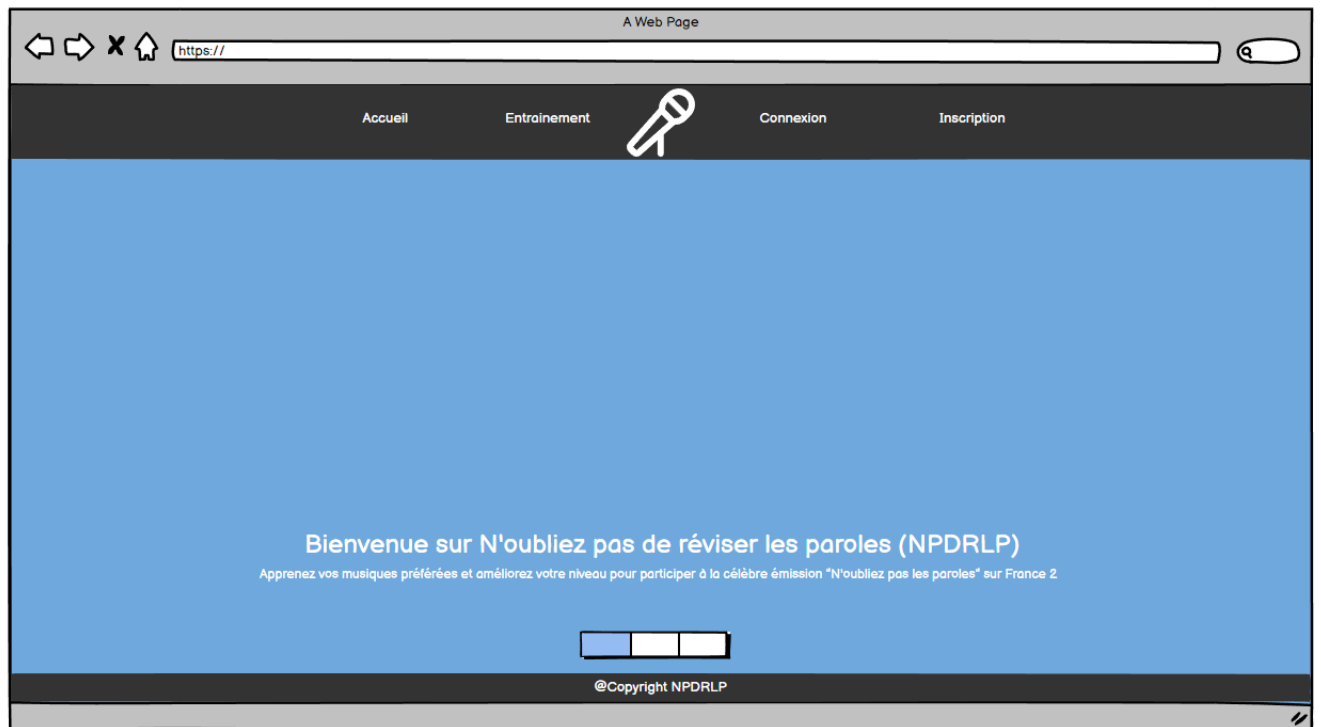 A Web Page
https://
Accueil Entrainement Connexion Inscription
Bienvenue sur N'oubliez pas de réviser les paroles (NPDRLP)
Apprenez vos musiques préférées et améliorez votre niveau pour participer à la célèbre émission "N'oubliez pas les paroles" sur France 2
@Copyright NPDRLP